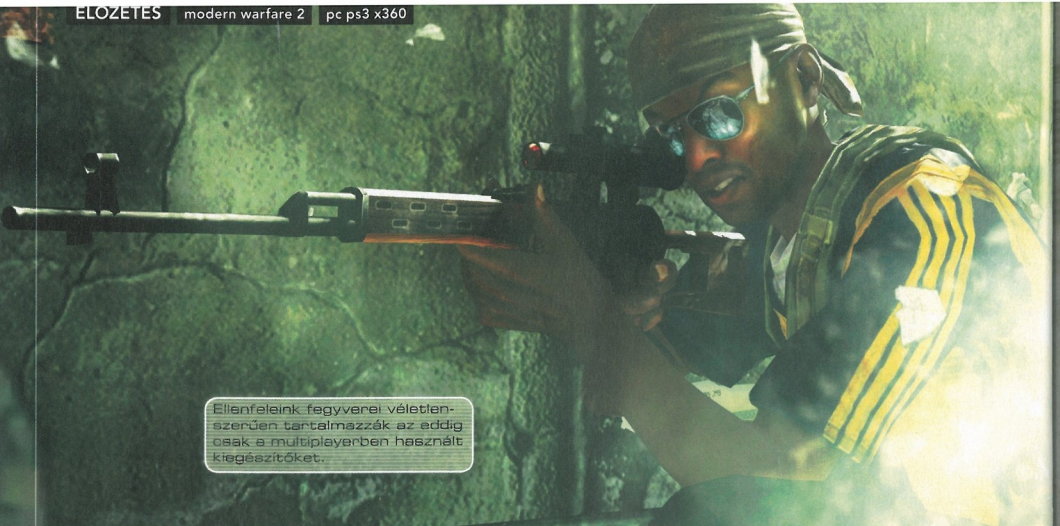 ELŐZETES modern warfare 2 pc ps3 x360
Ellenfeleink fegyverei véletlen-
szerűen tartalmazzák az eddig
csak a multiplayerben használt
kiegészítőket.